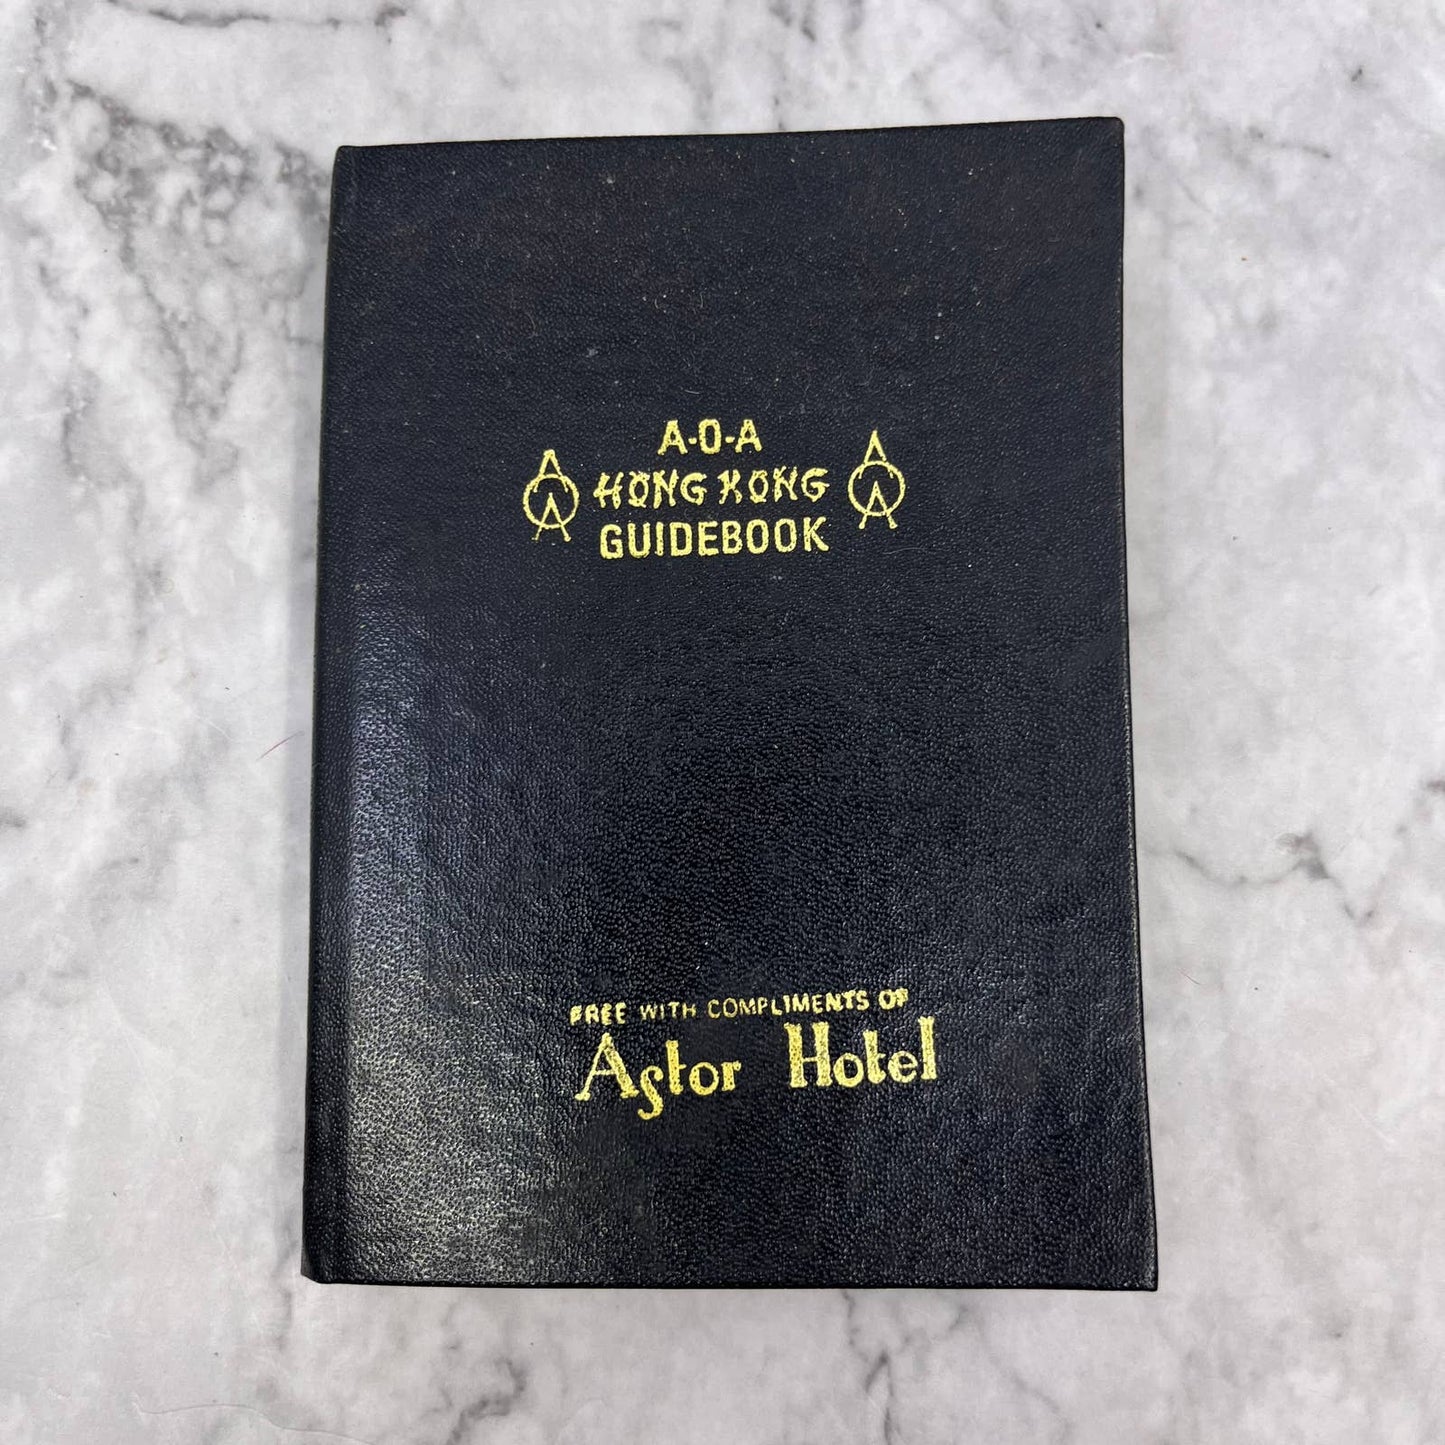 A-O-A
HONG KONG
GUIDEBOOK
FREE WITH COMPLIMENTS OF
Astor Hotel